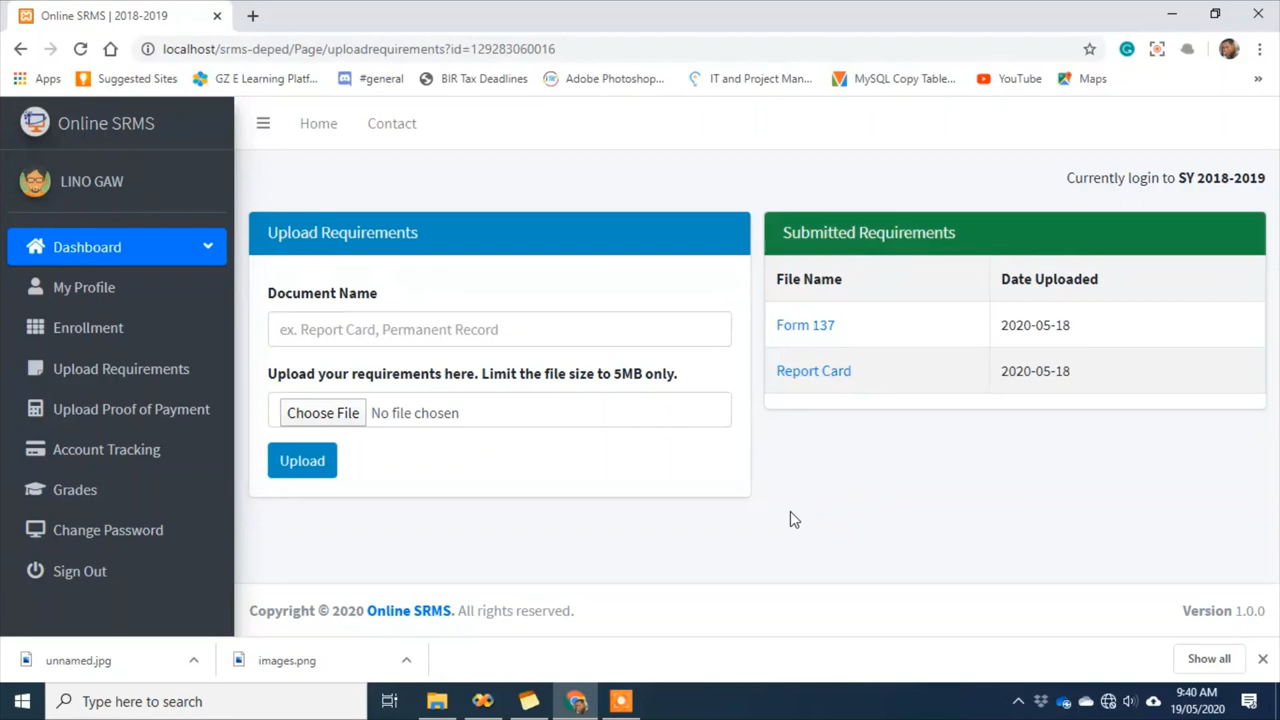 Online SRMS | 2018-2019
localhost/srms-deped/Page/uploadrequirements?id=129283060016
Apps
Suggested Sites
GZ E Learning Platf...
#general
BIR Tax Deadlines
Adobe Photoshop...
IT and Project Man...
MySQL Copy Table...
YouTube
Maps
»
Online SRMS
Home
Contact
LINO GAW
Currently login to SY 2018-2019
Dashboard
My Profile
Enrollment
Upload Requirements
Upload Proof of Payment
Account Tracking
Grades
Change Password
Sign Out
Upload Requirements
Document Name
ex. Report Card, Permanent Record
Upload your requirements here. Limit the file size to 5MB only.
Choose File No file chosen
Upload
Submitted Requirements
File Name Date Uploaded
Form 137 2020-05-18
Report Card 2020-05-18
Copyright © 2020 Online SRMS. All rights reserved.
Version 1.0.0
unnamed.jpg
images.png
Show all
Type here to search
9:40 AM
19/05/2020